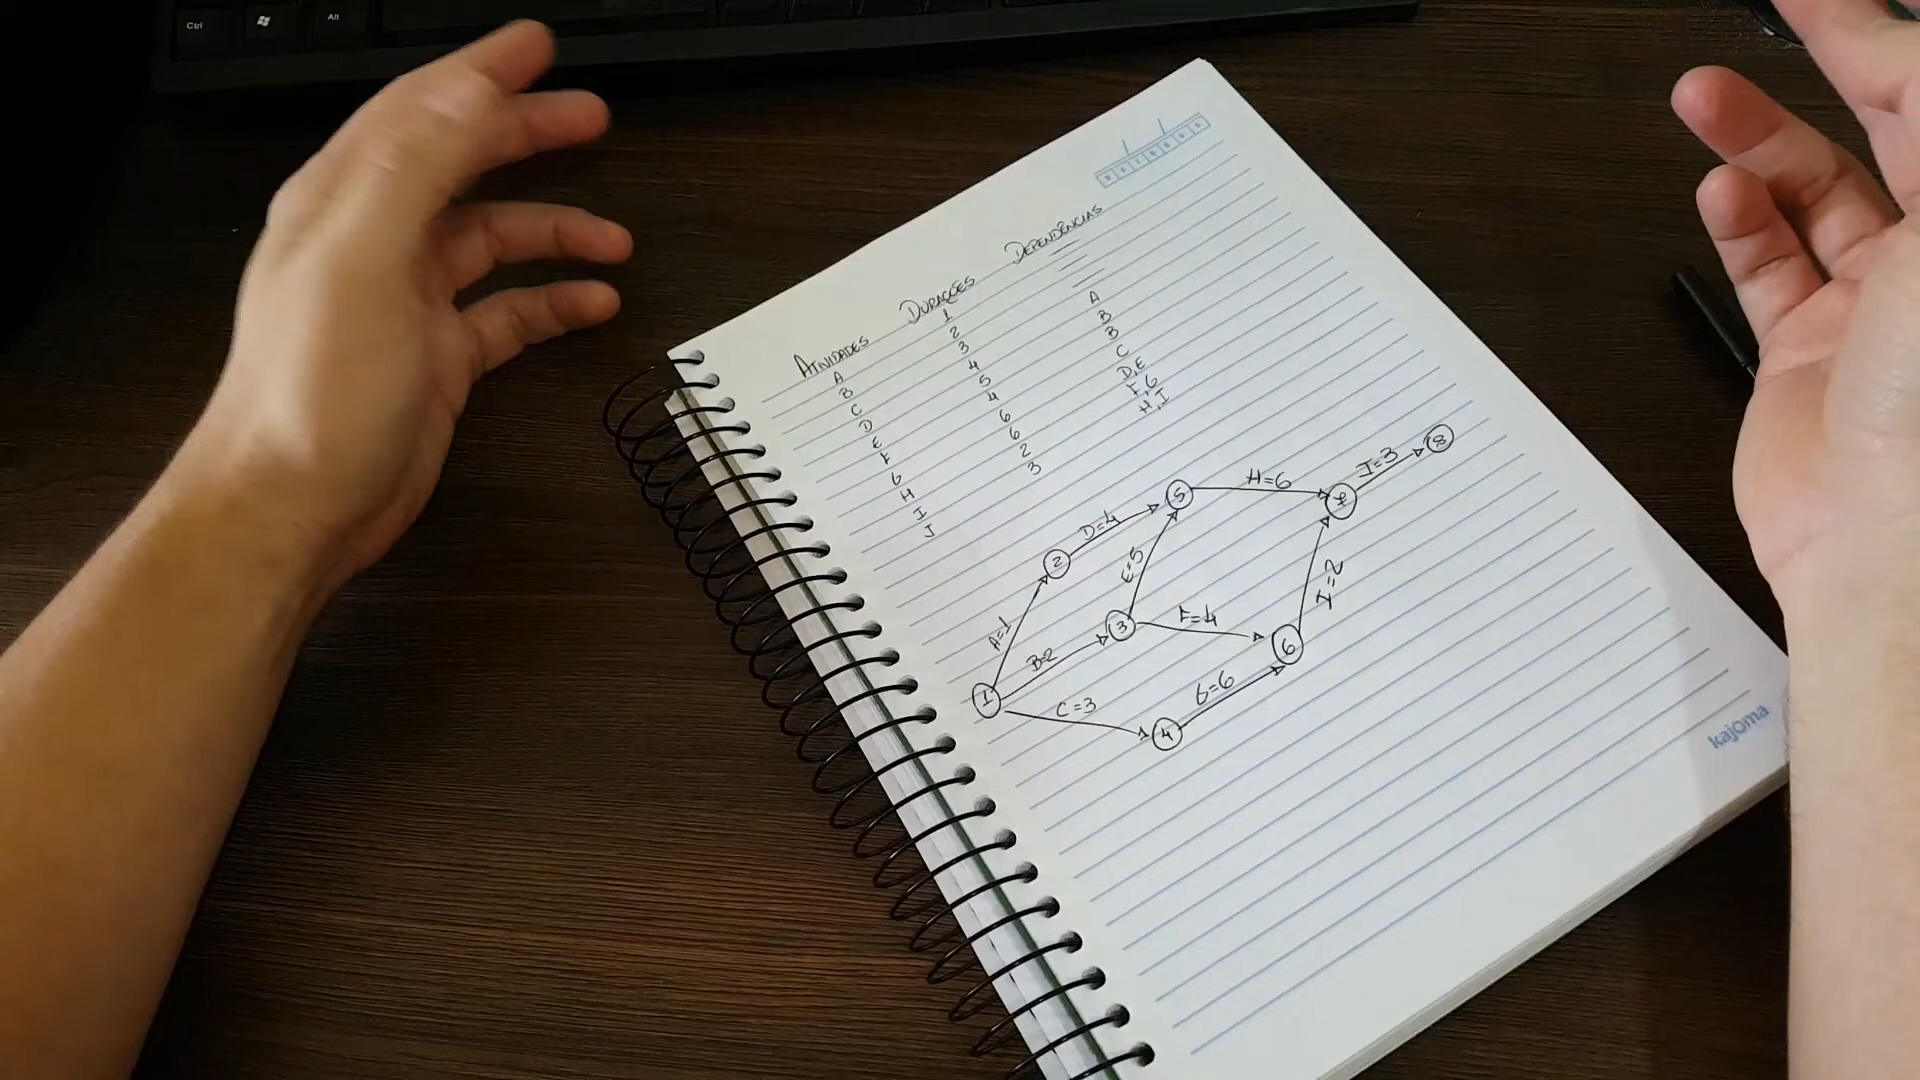 Ctrl
Alt
ATIVIDADES DURAÇÕES DEPENDÊNCIAS
A 1 —
B 2 —
C 3 —
D 4 A
E 5 B
F 4 B
G 6 C
H 6 D,E
I 2 F,G
J 3 H,I
1
2
3
4
5
6
7
8
A=1
B=2
C=3
D=4
E=5
F=4
G=6
H=6
I=2
J=3
kajoma